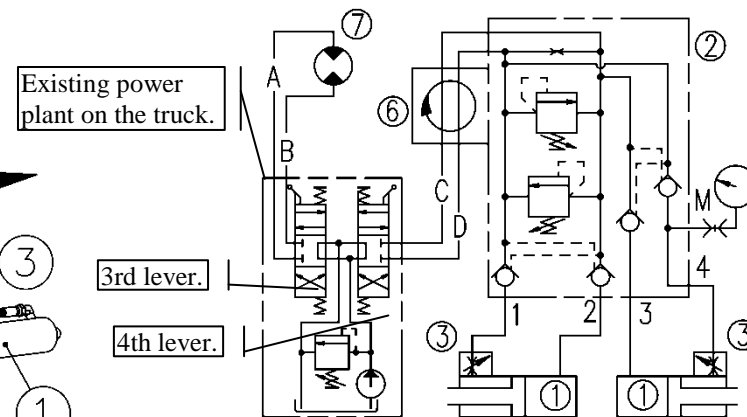 7
2
Existing power
plant on the truck.
A
6
B
C
M
D
3
3rd lever.
4
1
2
3
4th lever.
3
3
1
1
1